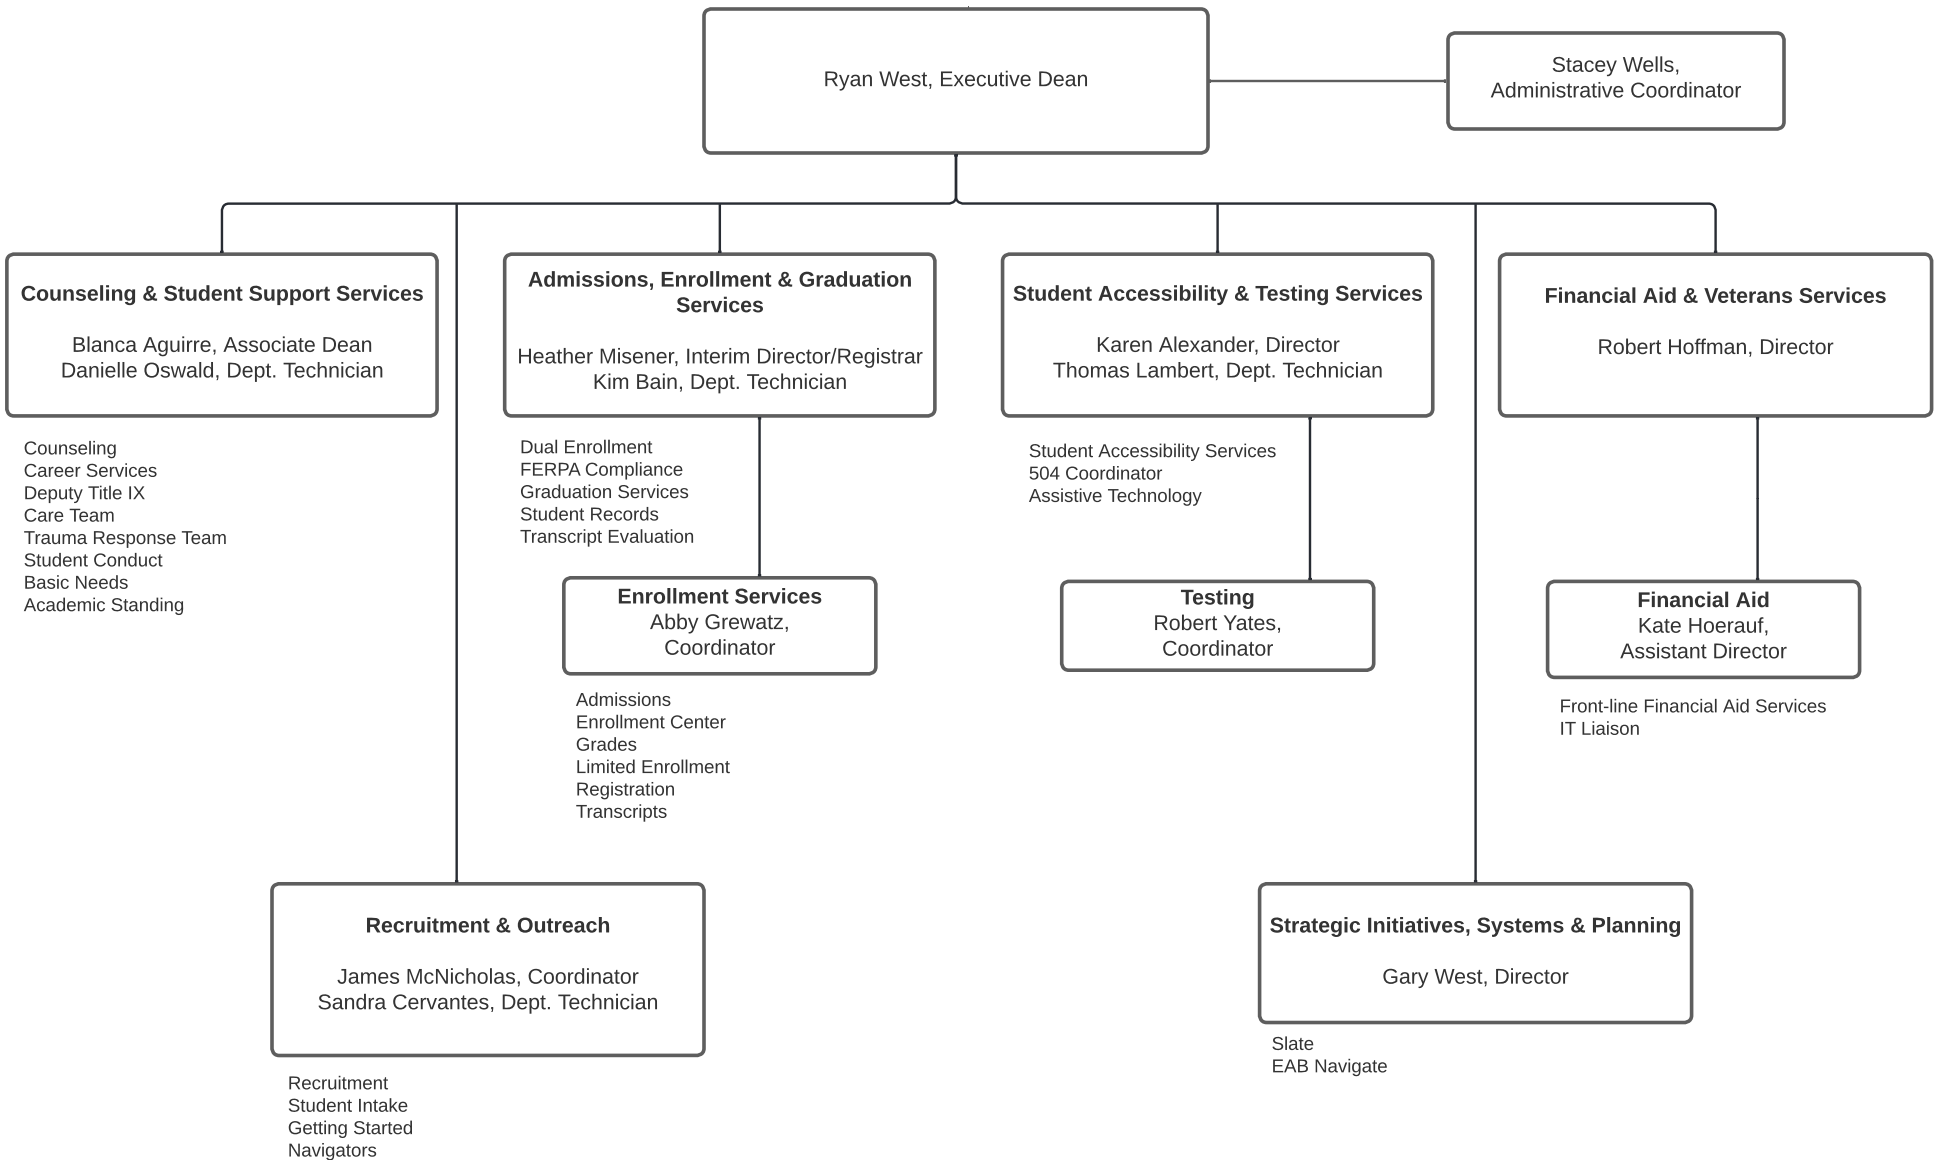 Ryan West, Executive Dean
Stacey Wells,
Administrative Coordinator
Counseling & Student Support Services
Blanca Aguirre, Associate Dean
Danielle Oswald, Dept. Technician
Counseling
Career Services
Deputy Title IX
Care Team
Trauma Response Team
Student Conduct
Basic Needs
Academic Standing
Admissions, Enrollment & Graduation
Services
Heather Misener, Interim Director/Registrar
Kim Bain, Dept. Technician
Dual Enrollment
FERPA Compliance
Graduation Services
Student Records
Transcript Evaluation
Enrollment Services
Abby Grewatz,
Coordinator
Admissions
Enrollment Center
Grades
Limited Enrollment
Registration
Transcripts
Student Accessibility & Testing Services
Karen Alexander, Director
Thomas Lambert, Dept. Technician
Student Accessibility Services
504 Coordinator
Assistive Technology
Testing
Robert Yates,
Coordinator
Financial Aid & Veterans Services
Robert Hoffman, Director
Financial Aid
Kate Hoerauf,
Assistant Director
Front-line Financial Aid Services
IT Liaison
Recruitment & Outreach
James McNicholas, Coordinator
Sandra Cervantes, Dept. Technician
Recruitment
Student Intake
Getting Started
Navigators
Strategic Initiatives, Systems & Planning
Gary West, Director
Slate
EAB Navigate